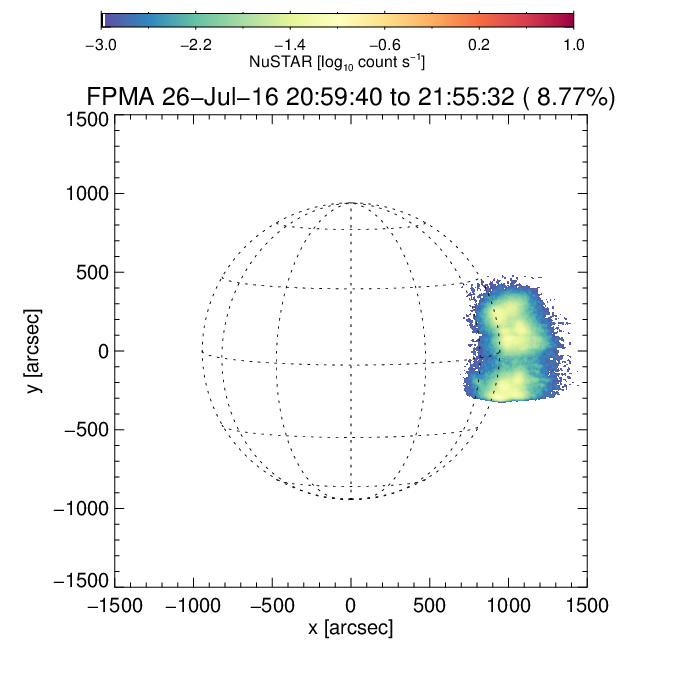 −3.0 −2.2 −1.4 −0.6 0.2 1.0
NuSTAR [log₁₀ count s⁻¹]
FPMA 26−Jul−16 20:59:40 to 21:55:32 ( 8.77%)
1500
1000
500
0
−500
−1000
−1500
y [arcsec]
−1500 −1000 −500 0 500 1000 1500
x [arcsec]